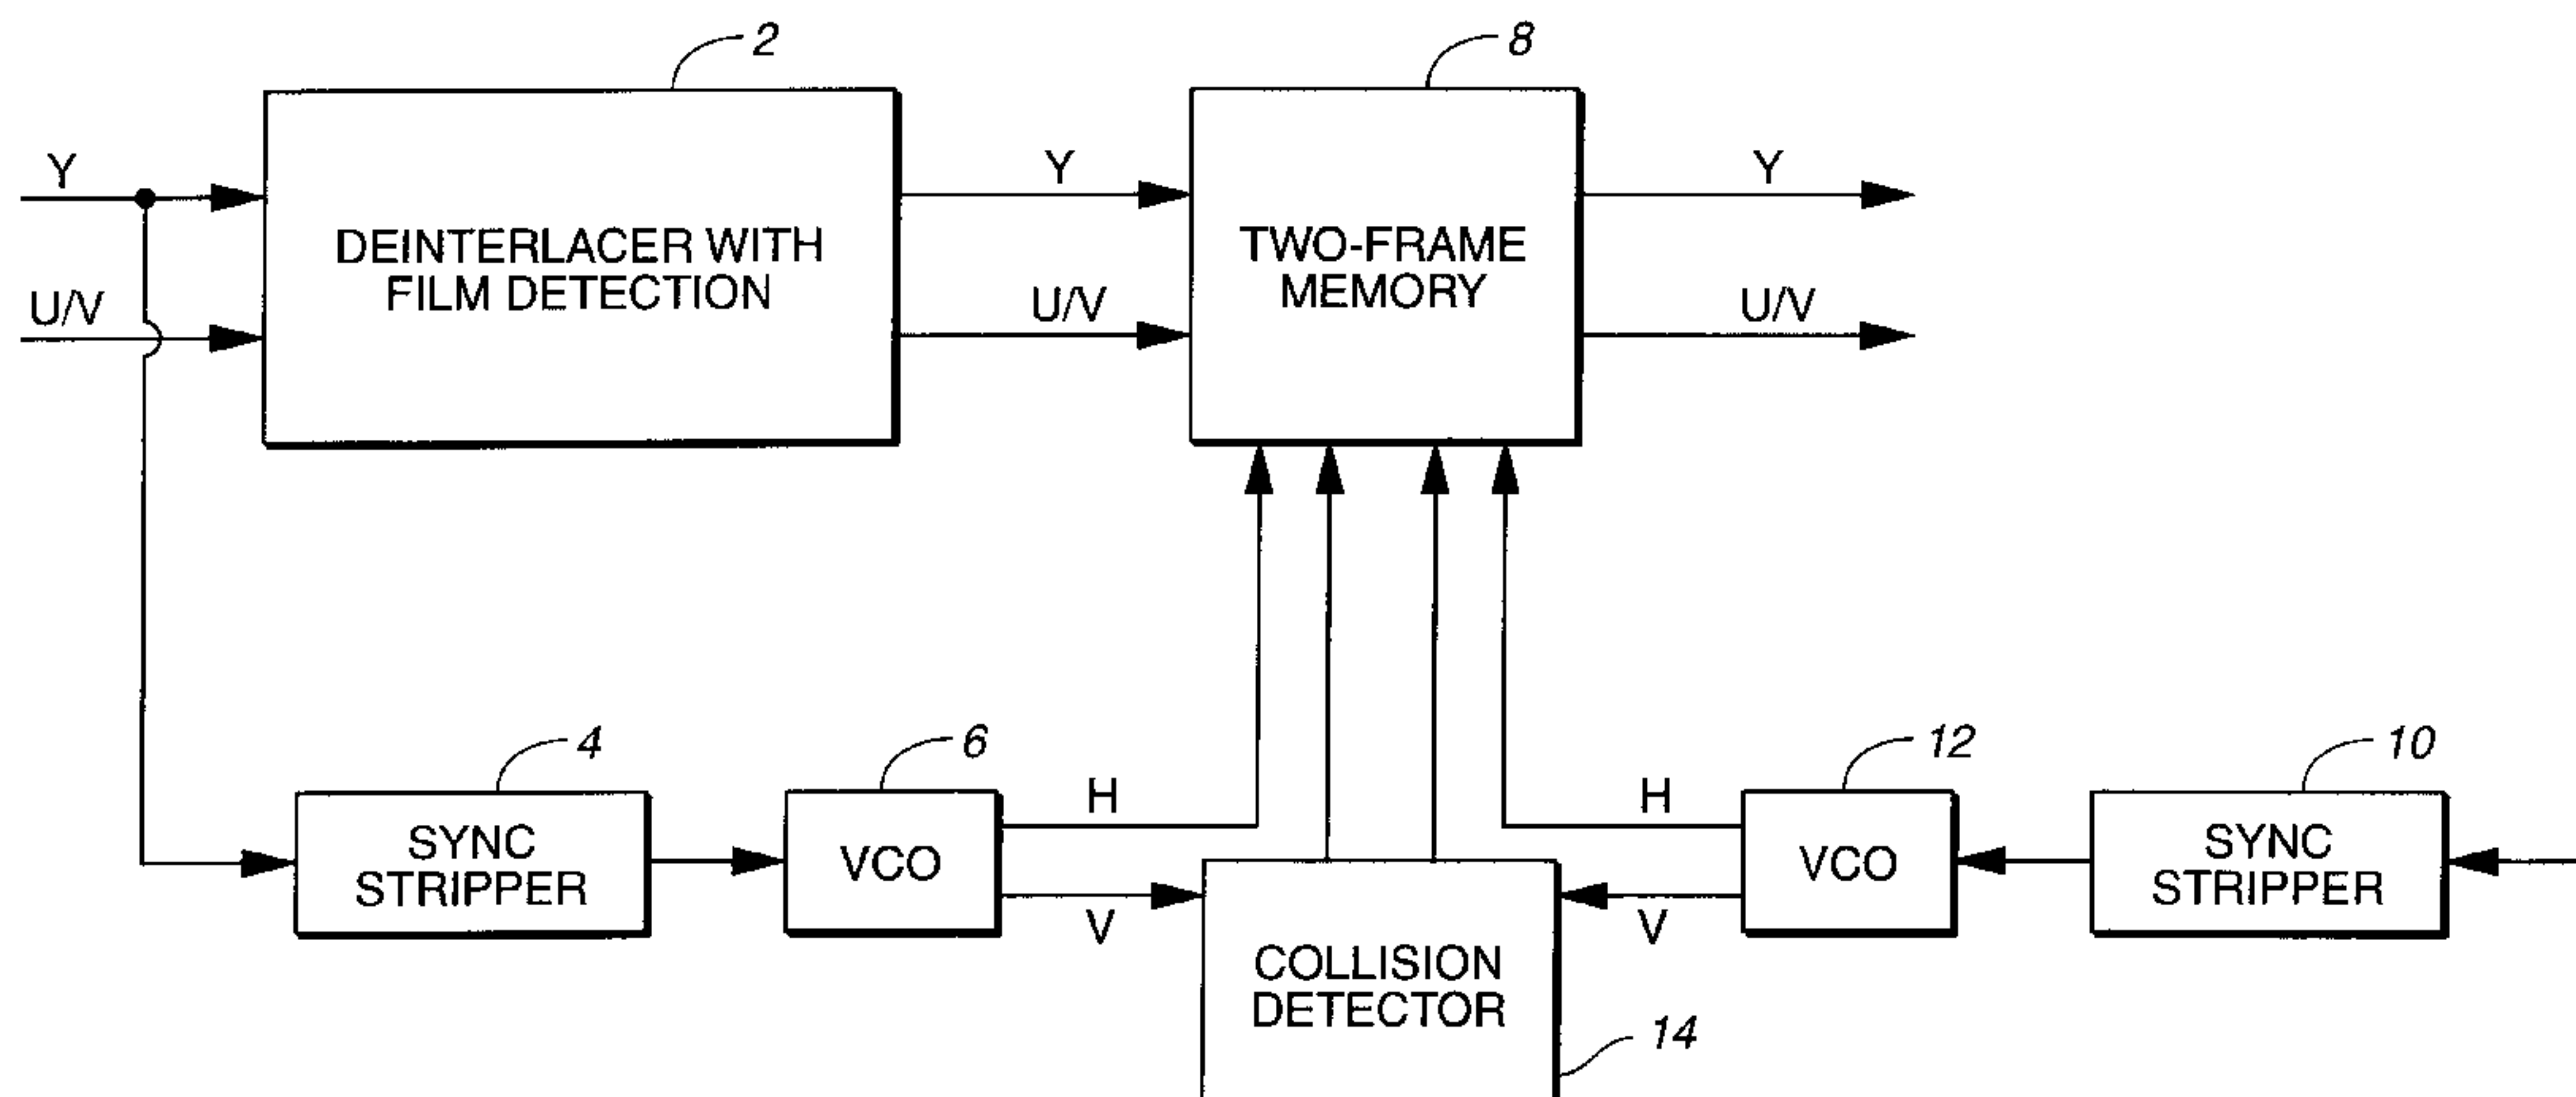 2
8
Y
Y
Y
DEINTERLACER WITH
FILM DETECTION
TWO-FRAME
MEMORY
U/V
U/V
U/V
4
6
12
10
H
H
SYNC
STRIPPER
VCO
VCO
SYNC
STRIPPER
V
V
COLLISION
DETECTOR
14